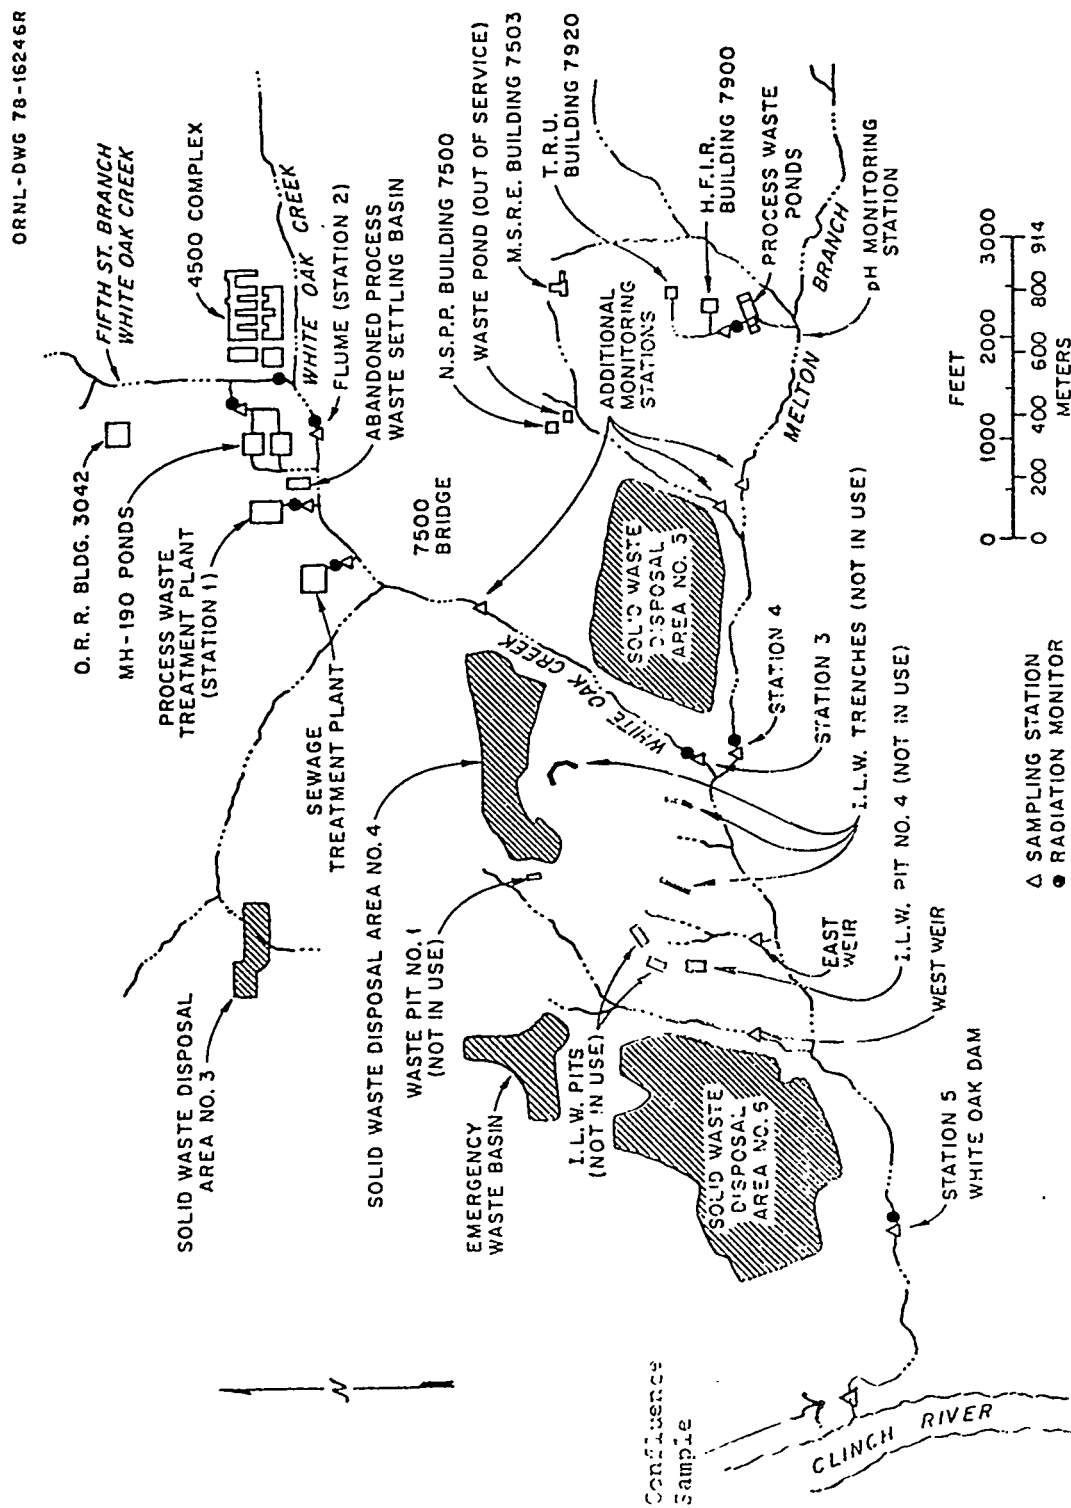 ORNL-DWG 78-16246R
FIFTH ST. BRANCH
WHITE OAK CREEK
4500 COMPLEX
O.R.R. BLDG. 3042
MH-190 PONDS
PROCESS WASTE
TREATMENT PLANT
(STATION 1)
WHITE OAK CREEK
FLUME (STATION 2)
ABANDONED PROCESS
WASTE SETTLING BASIN
SEWAGE
TREATMENT PLANT
7500
BRIDGE
N.S.P.P. BUILDING 7500
WASTE POND (OUT OF SERVICE)
M.S.R.E. BUILDING 7503
T.R.U.
BUILDING 7920
H.F.I.R.
BUILDING 7900
PROCESS WASTE
PONDS
pH MONITORING
STATION
MELTON BRANCH
ADDITIONAL
MONITORING
STATIONS
SOLID WASTE DISPOSAL
AREA NO. 3
SOLID WASTE DISPOSAL AREA NO. 4
WASTE PIT NO. 1
(NOT IN USE)
EMERGENCY
WASTE BASIN
I.L.W. PITS
(NOT IN USE)
WHITE OAK CREEK
SOLID WASTE
DISPOSAL
AREA NO. 5
SOLID WASTE
DISPOSAL
AREA NO. 6
STATION 4
STATION 3
I.L.W. TRENCHES (NOT IN USE)
I.L.W. PIT NO. 4 (NOT IN USE)
EAST
WEIR
WEST WEIR
STATION 5
WHITE OAK DAM
N
Confluence
Sample
CLINCH RIVER
FEET
0 1000 2000 3000
0 200 400 600 800 914
METERS
SAMPLING STATION
RADIATION MONITOR